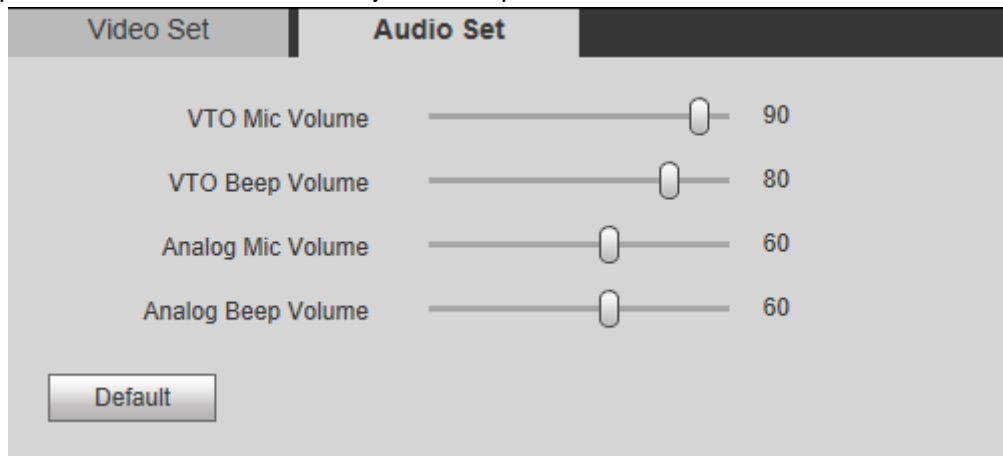 Video Set Audio Set
VTO Mic Volume 90
VTO Beep Volume 80
Analog Mic Volume 60
Analog Beep Volume 60
Default